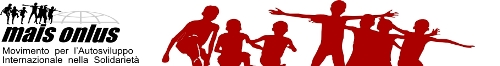 mais onlus
Movimento per l'Autosviluppo
Internazionale nella Solidarietà